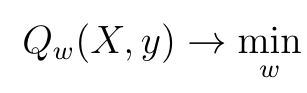 Q_w(X, y) → min_w